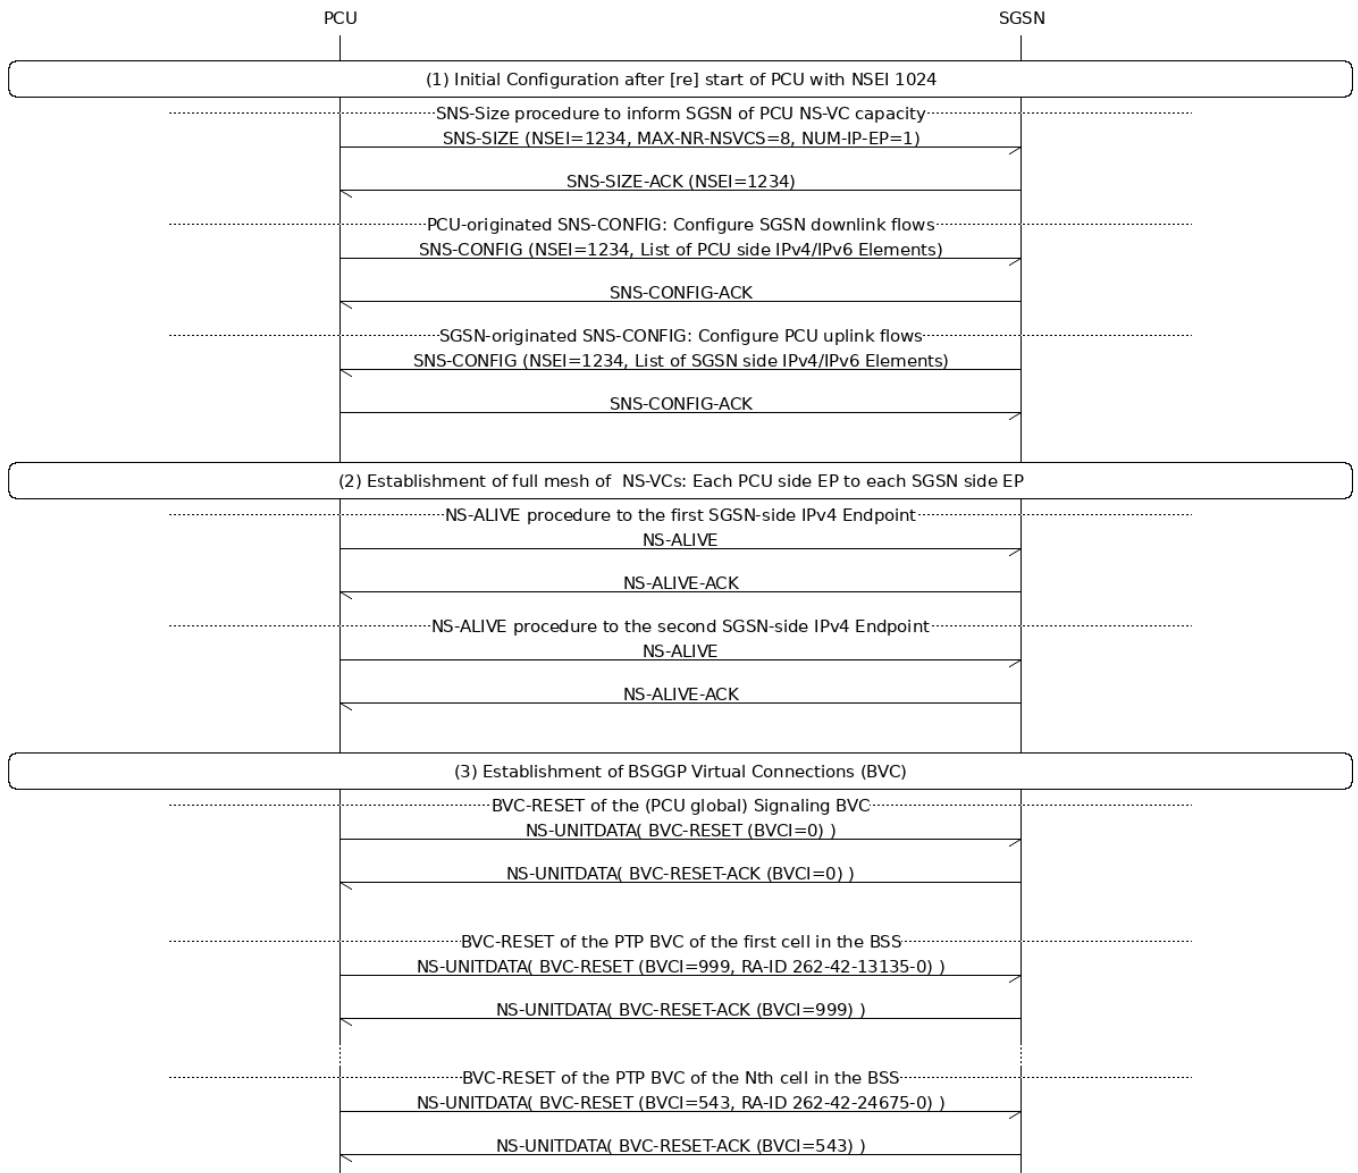 PCU SGSN
(1) Initial Configuration after [re] start of PCU with NSEI 1024
SNS-Size procedure to inform SGSN of PCU NS-VC capacity
SNS-SIZE (NSEI=1234, MAX-NR-NSVCS=8, NUM-IP-EP=1)
SNS-SIZE-ACK (NSEI=1234)
PCU-originated SNS-CONFIG: Configure SGSN downlink flows
SNS-CONFIG (NSEI=1234, List of PCU side IPv4/IPv6 Elements)
SNS-CONFIG-ACK
SGSN-originated SNS-CONFIG: Configure PCU uplink flows
SNS-CONFIG (NSEI=1234, List of SGSN side IPv4/IPv6 Elements)
SNS-CONFIG-ACK
(2) Establishment of full mesh of  NS-VCs: Each PCU side EP to each SGSN side EP
NS-ALIVE procedure to the first SGSN-side IPv4 Endpoint
NS-ALIVE
NS-ALIVE-ACK
NS-ALIVE procedure to the second SGSN-side IPv4 Endpoint
NS-ALIVE
NS-ALIVE-ACK
(3) Establishment of BSGGP Virtual Connections (BVC)
BVC-RESET of the (PCU global) Signaling BVC
NS-UNITDATA( BVC-RESET (BVCI=0) )
NS-UNITDATA( BVC-RESET-ACK (BVCI=0) )
BVC-RESET of the PTP BVC of the first cell in the BSS
NS-UNITDATA( BVC-RESET (BVCI=999, RA-ID 262-42-13135-0) )
NS-UNITDATA( BVC-RESET-ACK (BVCI=999) )
BVC-RESET of the PTP BVC of the Nth cell in the BSS
NS-UNITDATA( BVC-RESET (BVCI=543, RA-ID 262-42-24675-0) )
NS-UNITDATA( BVC-RESET-ACK (BVCI=543) )